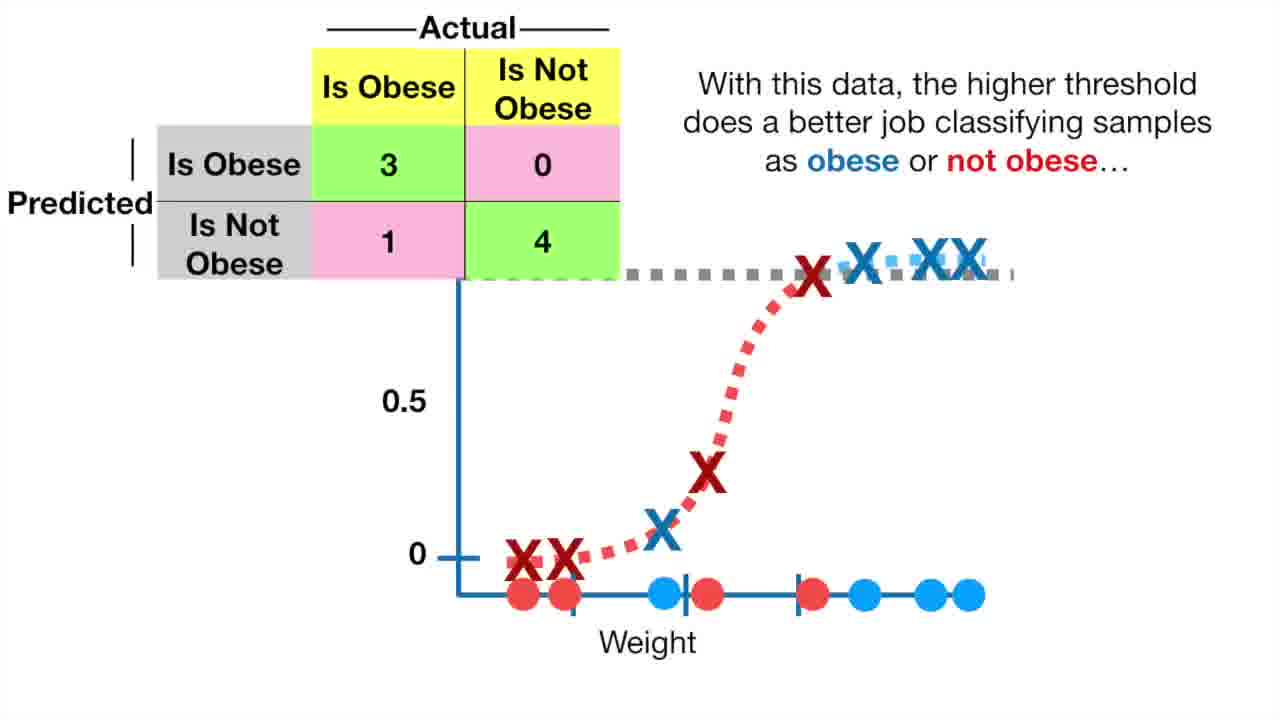 Actual
Is Obese
Is Not
Obese
Predicted
Is Obese
3
0
Is Not
Obese
1
4
With this data, the higher threshold
does a better job classifying samples
as obese or not obese…
0.5
0
X X X X X X X X
Weight